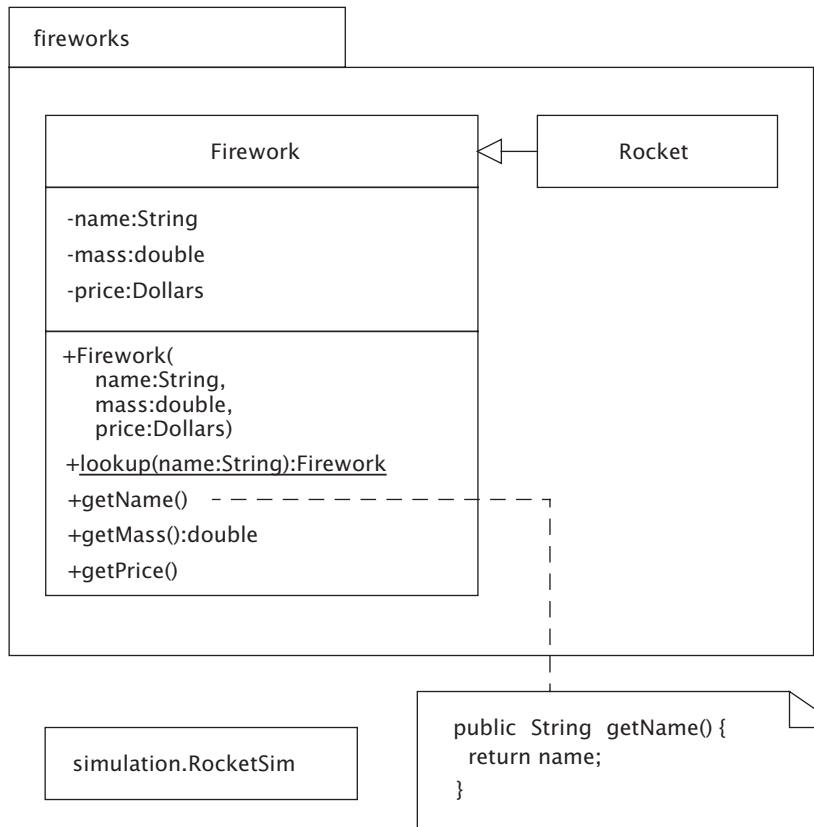 fireworks
Firework
Rocket
-name:String
-mass:double
-price:Dollars
+Firework(
name:String,
mass:double,
price:Dollars)
+lookup(name:String):Firework
+getName()
+getMass():double
+getPrice()
simulation.RocketSim
public String getName() {
return name;
}